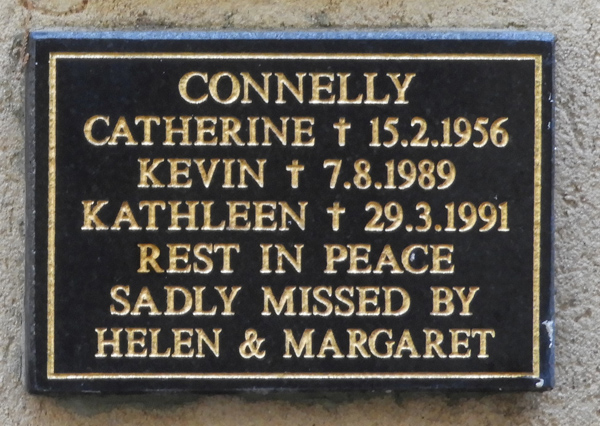 CONNELLY
CATHERINE † 15.2.1956
KEVIN † 7.8.1989
KATHLEEN † 29.3.1991
REST IN PEACE
SADLY MISSED BY
HELEN & MARGARET